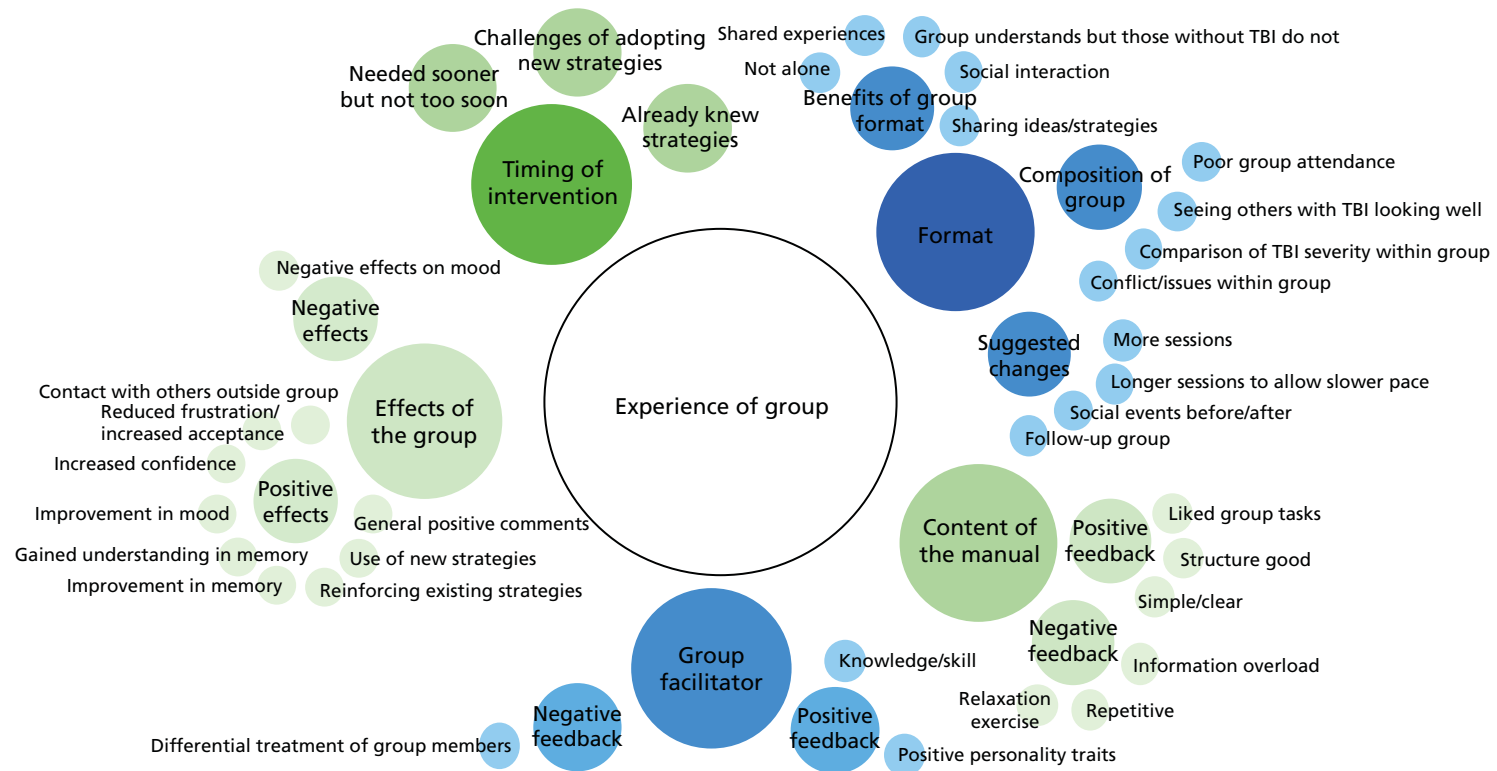 Challenges of adopting
new strategies
Needed sooner
but not too soon
Already knew
strategies
Timing of
intervention
Shared experiences
Group understands but those without TBI do not
Not alone
Social interaction
Benefits of group
format
Sharing ideas/strategies
Composition of
group
Poor group attendance
Seeing others with TBI looking well
Comparison of TBI severity within group
Conflict/issues within group
Format
Suggested
changes
More sessions
Longer sessions to allow slower pace
Social events before/after
Follow-up group
Experience of group
Negative effects on mood
Negative
effects
Effects of
the group
Contact with others outside group
Reduced frustration/
increased acceptance
Increased confidence
Positive
effects
Improvement in mood
General positive comments
Gained understanding in memory
Use of new strategies
Improvement in memory
Reinforcing existing strategies
Content of
the manual
Positive
feedback
Liked group tasks
Structure good
Simple/clear
Negative
feedback
Information overload
Relaxation
exercise
Repetitive
Group
facilitator
Knowledge/skill
Positive
feedback
Positive personality traits
Negative
feedback
Differential treatment of group members